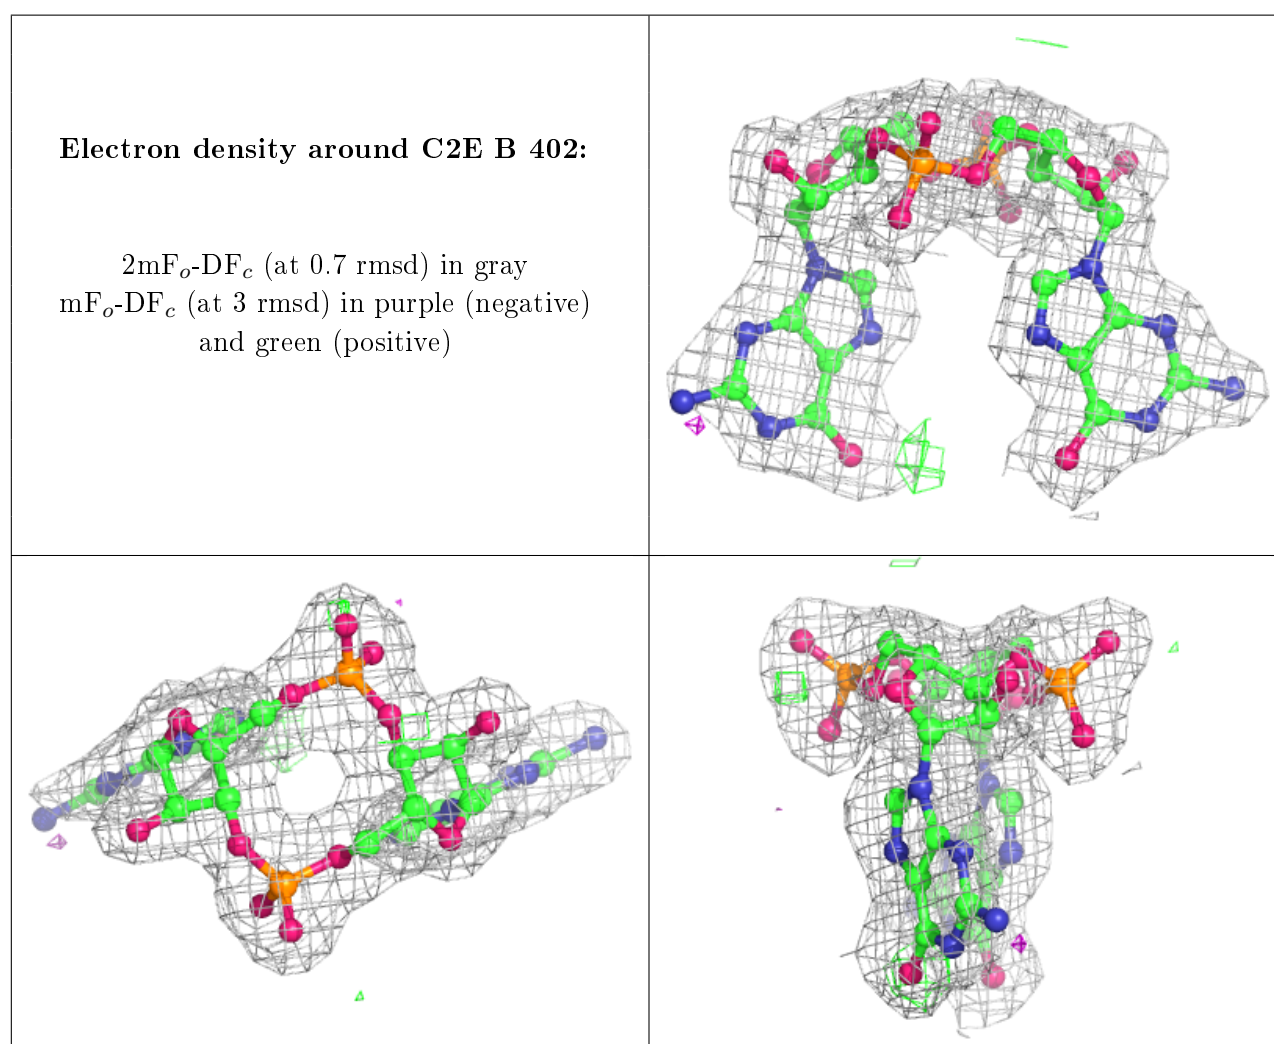 Electron density around C2E B 402:
2mFo-DFc (at 0.7 rmsd) in gray
mFo-DFc (at 3 rmsd) in purple (negative)
and green (positive)